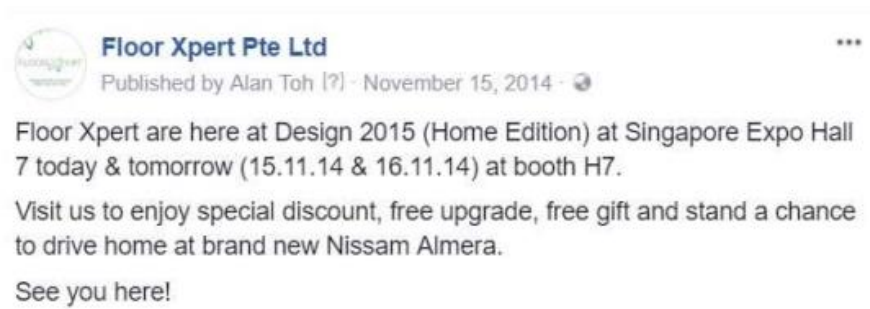 Floor Xpert Pte Ltd
Published by Alan Toh [?] · November 15, 2014 ·
Floor Xpert are here at Design 2015 (Home Edition) at Singapore Expo Hall
7 today & tomorrow (15.11.14 & 16.11.14) at booth H7.
Visit us to enjoy special discount, free upgrade, free gift and stand a chance
to drive home at brand new Nissam Almera.
See you here!